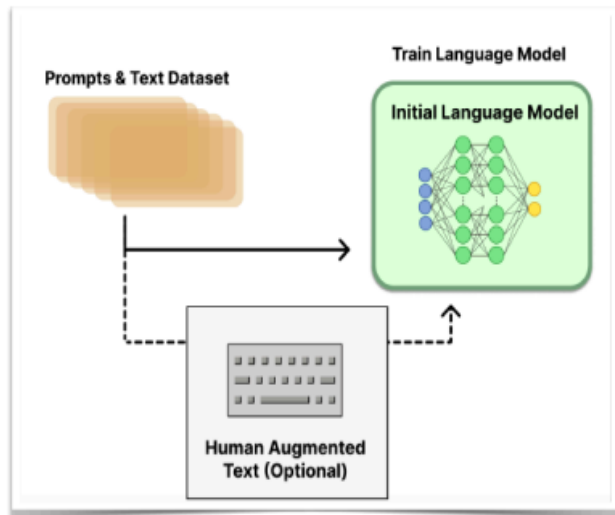 Train Language Model
Prompts & Text Dataset
Initial Language Model
Human Augmented
Text (Optional)